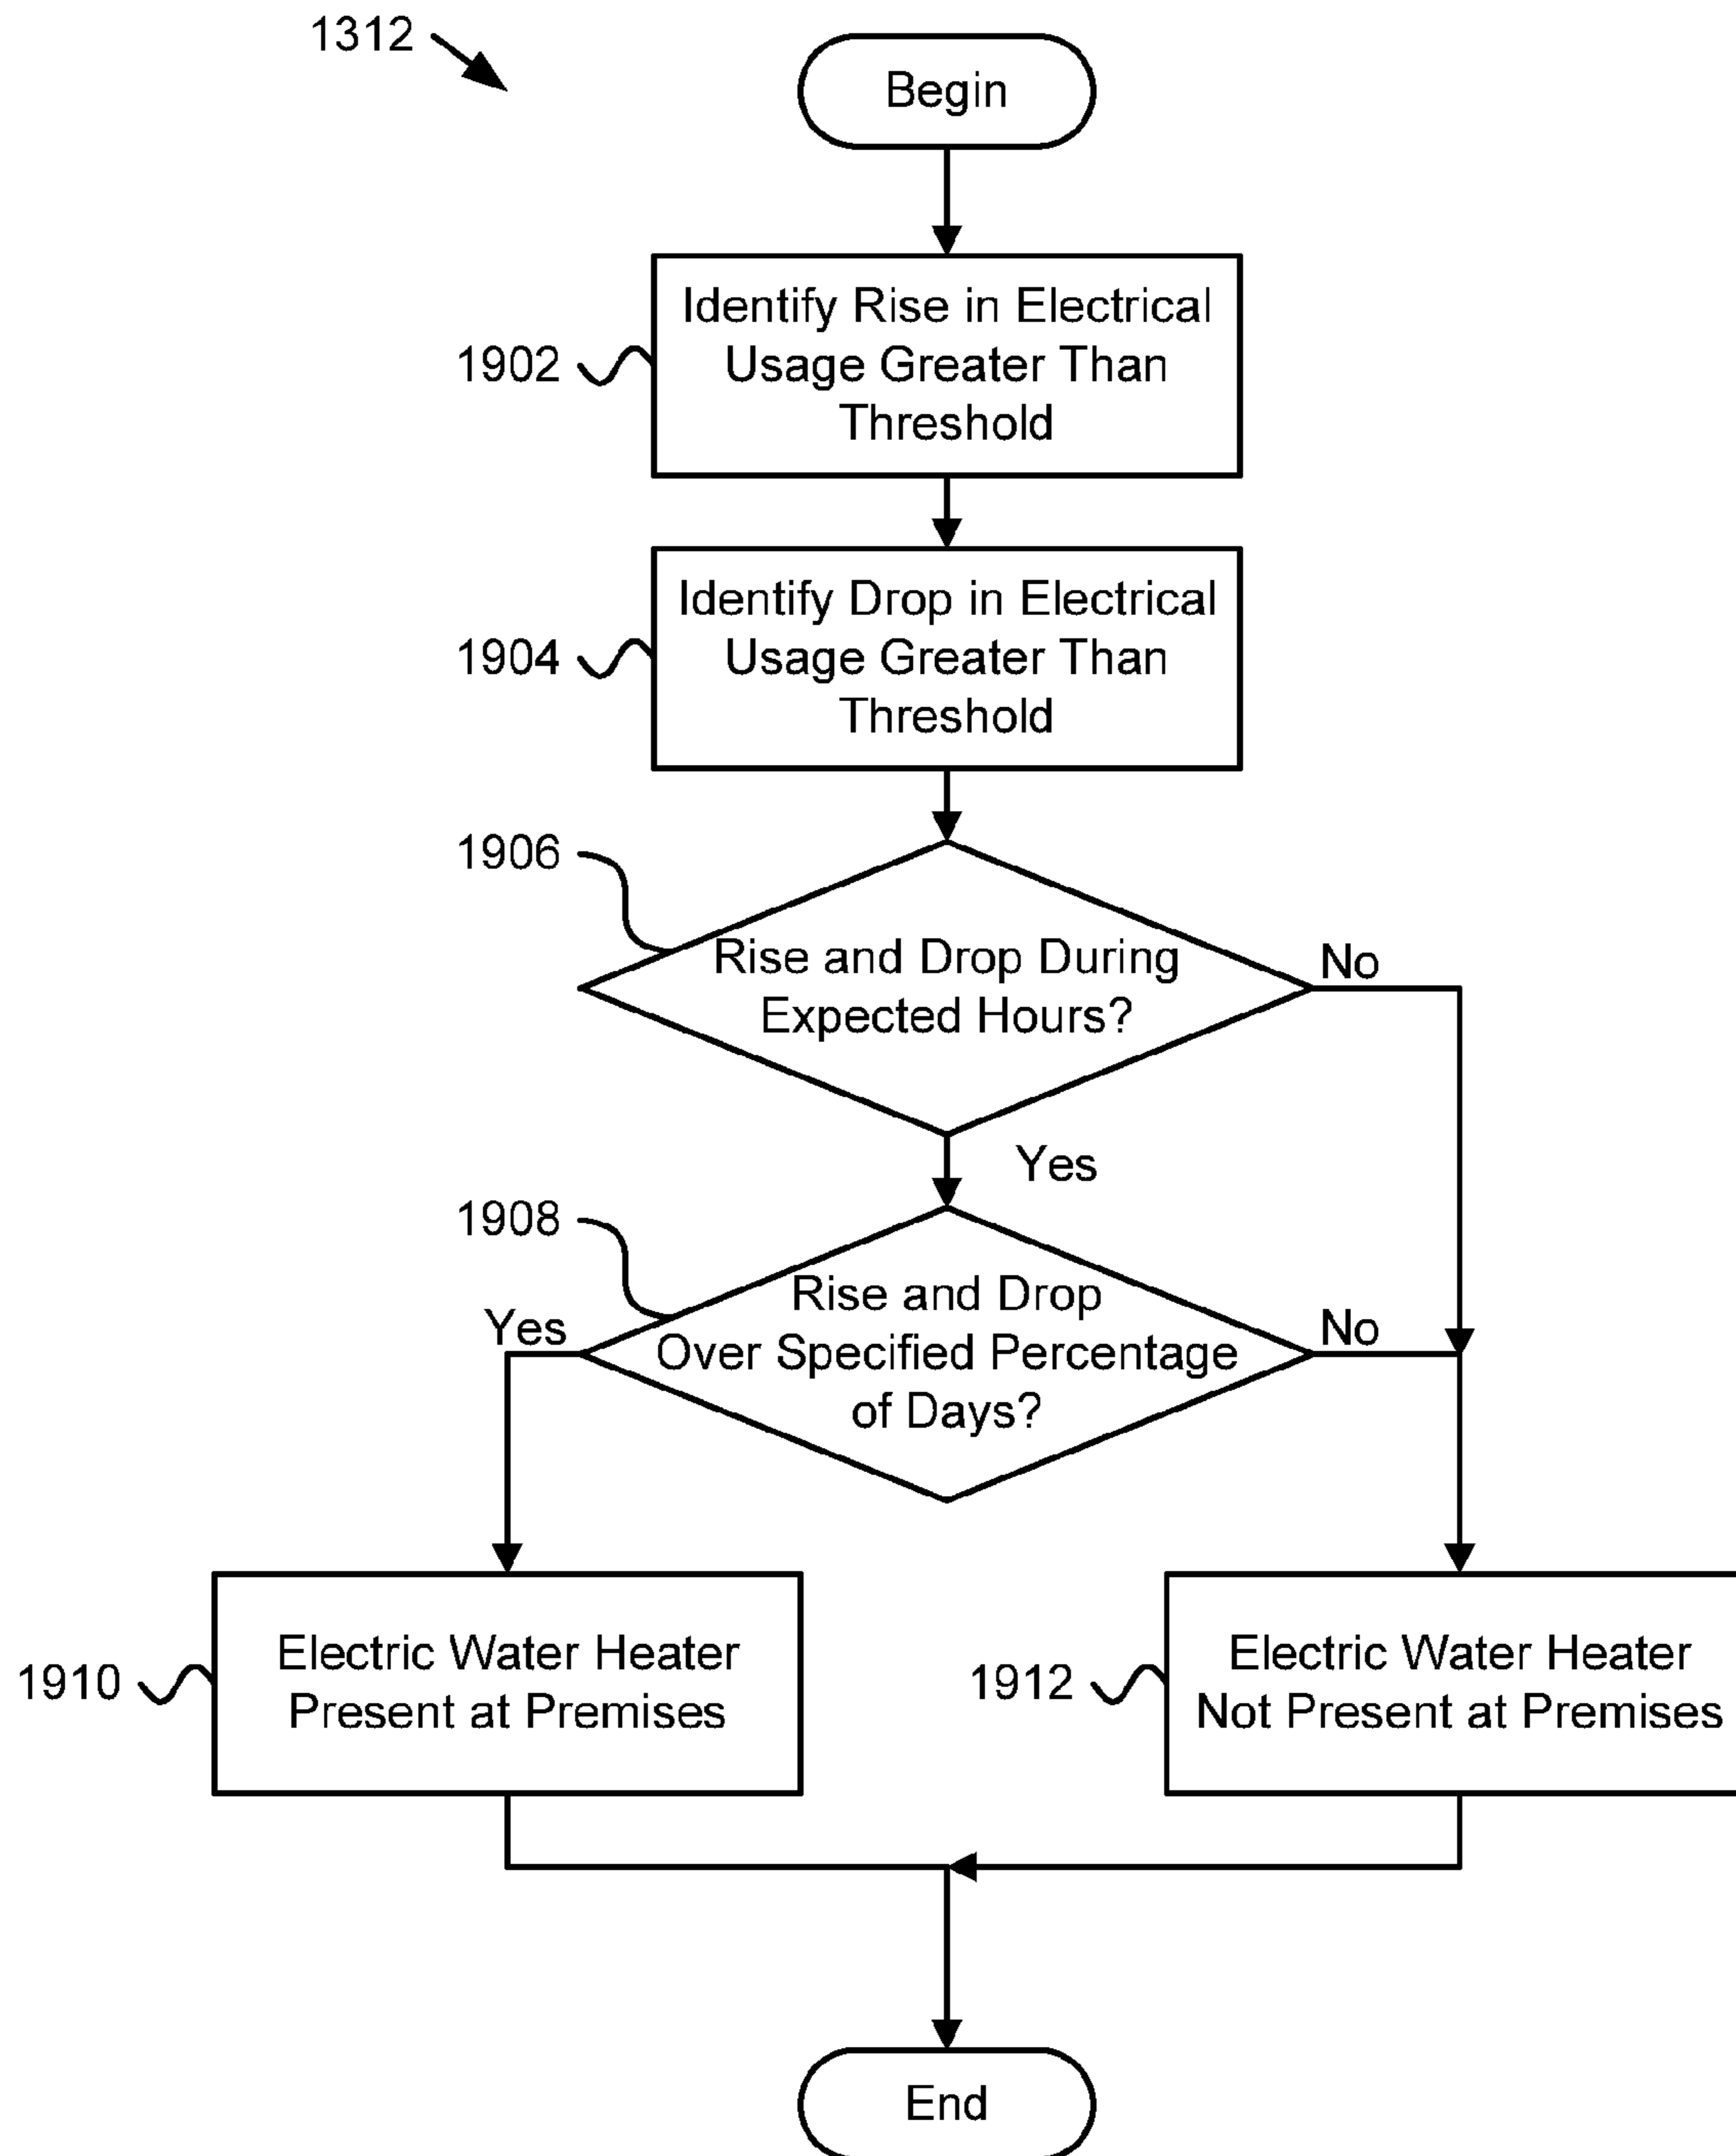 1312
Begin
Identify Rise in Electrical
Usage Greater Than
Threshold
1902
Identify Drop in Electrical
Usage Greater Than
Threshold
1904
1906
Rise and Drop During
Expected Hours?
No
Yes
1908
Rise and Drop
Over Specified Percentage
of Days?
Yes
No
Electric Water Heater
Present at Premises
1910
Electric Water Heater
Not Present at Premises
1912
End